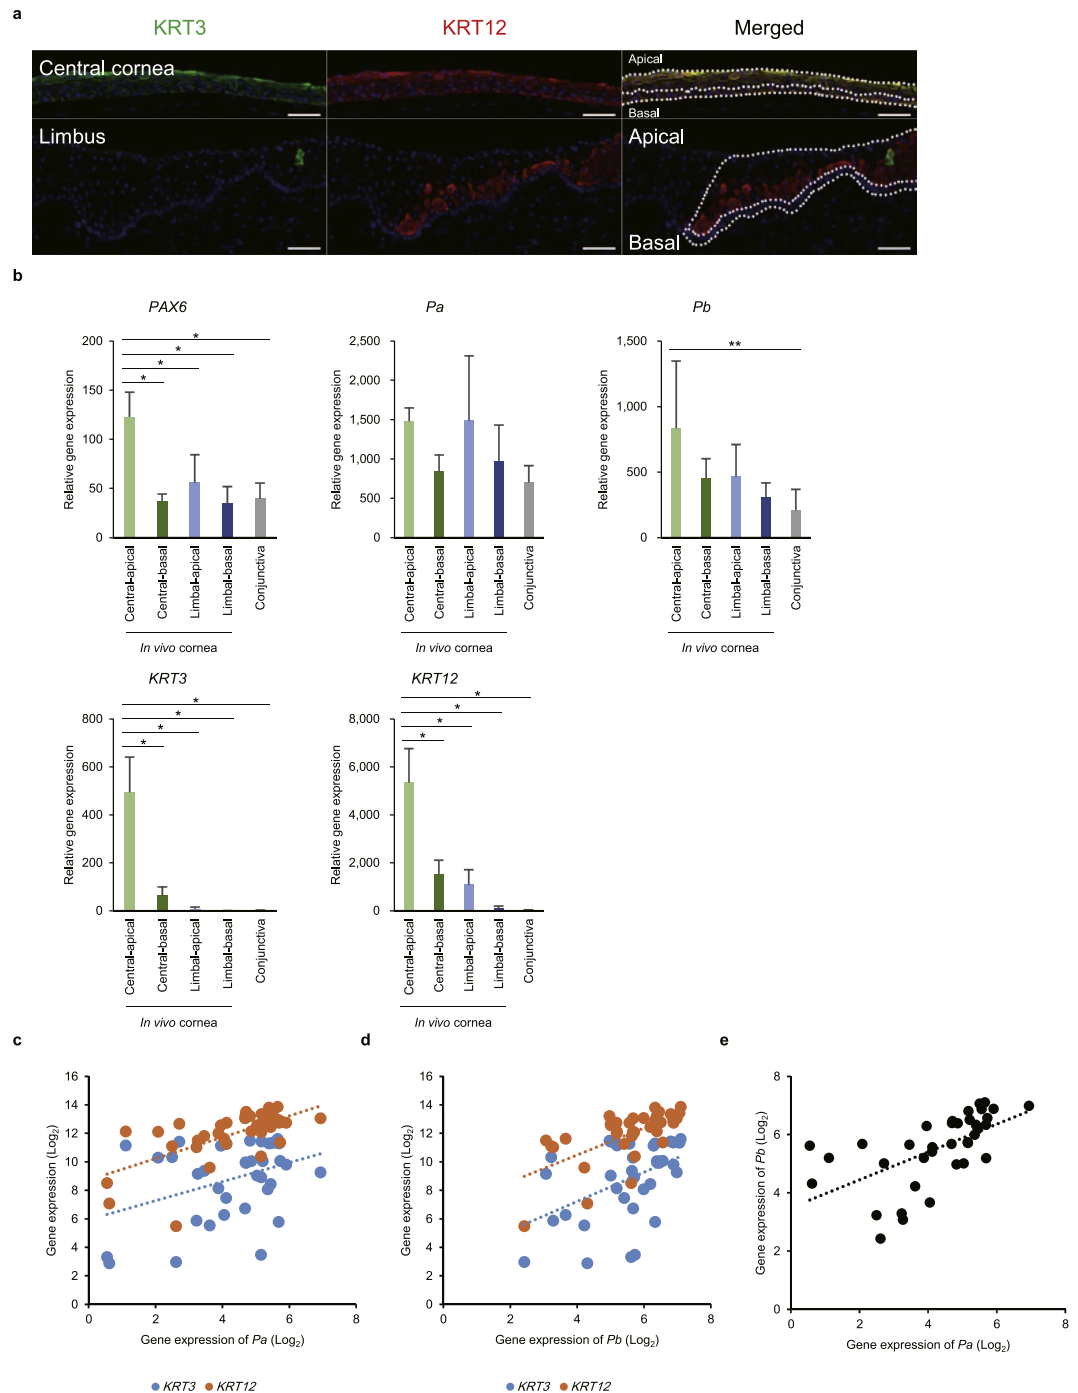 a
KRT3 KRT12 Merged
Central cornea
Apical
Basal
Limbus
Apical
Basal
b
PAX6 Pa Pb
Relative gene expression
200
150
100
50
0
* * * *
Central-apical
Central-basal
Limbal-apical
Limbal-basal
Conjunctiva
In vivo cornea
Relative gene expression
2,500
2,000
1,500
1,000
500
0
Central-apical
Central-basal
Limbal-apical
Limbal-basal
Conjunctiva
In vivo cornea
Relative gene expression
1,500
1,000
500
0
**
Central-apical
Central-basal
Limbal-apical
Limbal-basal
Conjunctiva
In vivo cornea
KRT3 KRT12
Relative gene expression
800
600
400
200
0
* * * *
Central-apical
Central-basal
Limbal-apical
Limbal-basal
Conjunctiva
In vivo cornea
Relative gene expression
8,000
6,000
4,000
2,000
0
* * * *
Central-apical
Central-basal
Limbal-apical
Limbal-basal
Conjunctiva
In vivo cornea
c
Gene expression (Log2)
16
14
12
10
8
6
4
2
0
0 2 4 6 8
Gene expression of Pa (Log2)
KRT3 KRT12
d
Gene expression (Log2)
16
14
12
10
8
6
4
2
0
0 2 4 6 8
Gene expression of Pb (Log2)
KRT3 KRT12
e
Gene expression of Pb (Log2)
8
6
4
2
0
0 2 4 6 8
Gene expression of Pa (Log2)